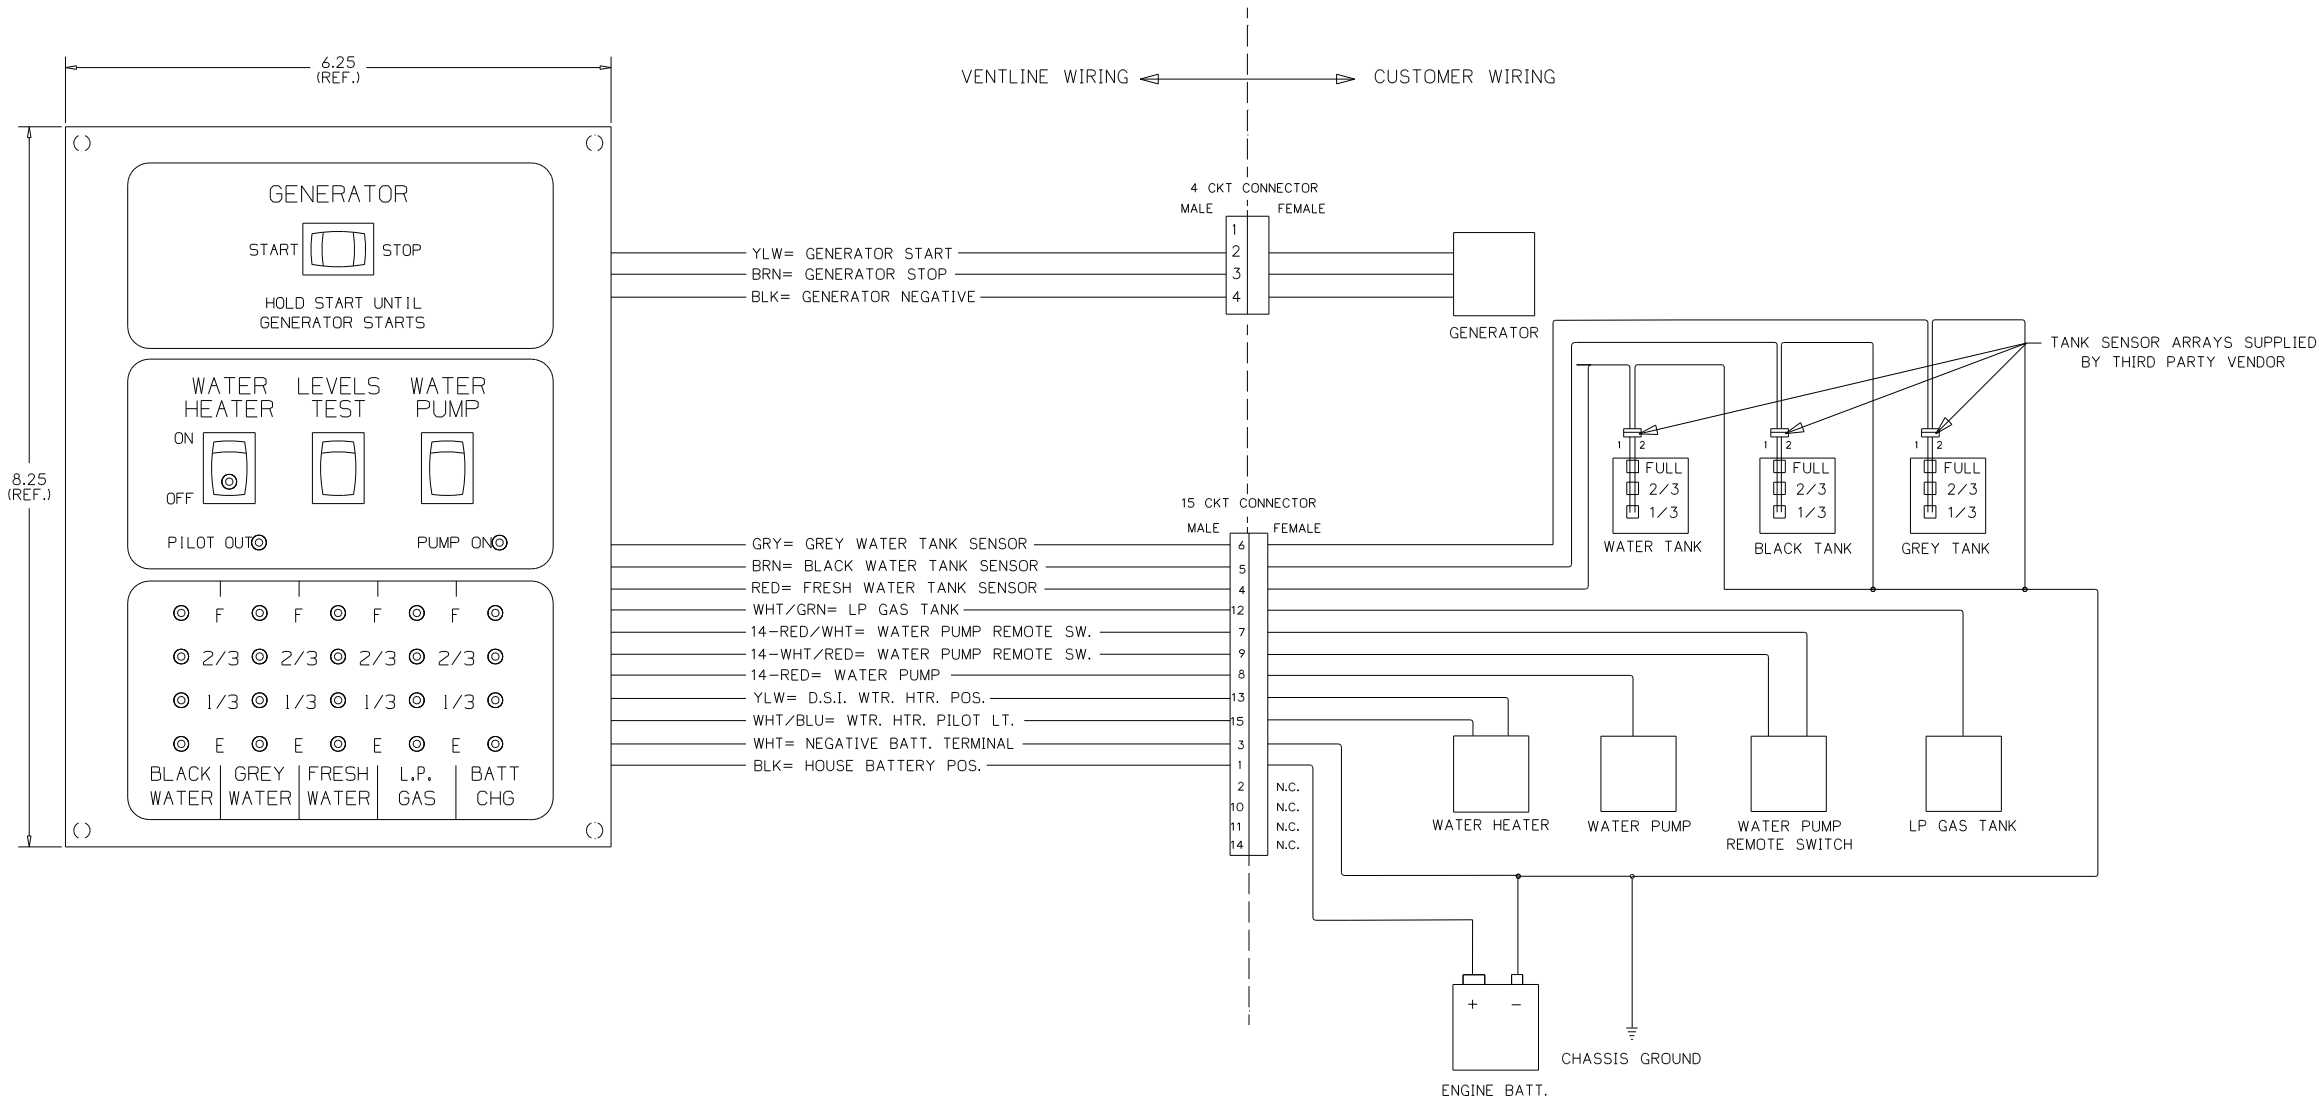 6.25
(REF.)
8.25
(REF.)
VENTLINE WIRING
CUSTOMER WIRING
GENERATOR
START
STOP
HOLD START UNTIL
GENERATOR STARTS
WATER
HEATER
LEVELS
TEST
WATER
PUMP
ON
OFF
PILOT OUT
PUMP ON
F F F F
2/3 2/3 2/3 2/3
1/3 1/3 1/3 1/3
E E E E
BLACK
WATER
GREY
WATER
FRESH
WATER
L.P.
GAS
BATT
CHG
4 CKT CONNECTOR
MALE FEMALE
1
YLW= GENERATOR START 2
BRN= GENERATOR STOP 3
BLK= GENERATOR NEGATIVE 4
GENERATOR
TANK SENSOR ARRAYS SUPPLIED
BY THIRD PARTY VENDOR
1 2
FULL
2/3
1/3
WATER TANK
1 2
FULL
2/3
1/3
BLACK TANK
1 2
FULL
2/3
1/3
GREY TANK
15 CKT CONNECTOR
MALE FEMALE
GRY= GREY WATER TANK SENSOR 6
BRN= BLACK WATER TANK SENSOR 5
RED= FRESH WATER TANK SENSOR 4
WHT/GRN= LP GAS TANK 12
14-RED/WHT= WATER PUMP REMOTE SW. 7
14-WHT/RED= WATER PUMP REMOTE SW. 9
14-RED= WATER PUMP 8
YLW= D.S.I. WTR. HTR. POS. 13
WHT/BLU= WTR. HTR. PILOT LT. 15
WHT= NEGATIVE BATT. TERMINAL 3
BLK= HOUSE BATTERY POS. 1
2 N.C.
10 N.C.
11 N.C.
14 N.C.
WATER HEATER
WATER PUMP
WATER PUMP
REMOTE SWITCH
LP GAS TANK
+ −
ENGINE BATT.
CHASSIS GROUND